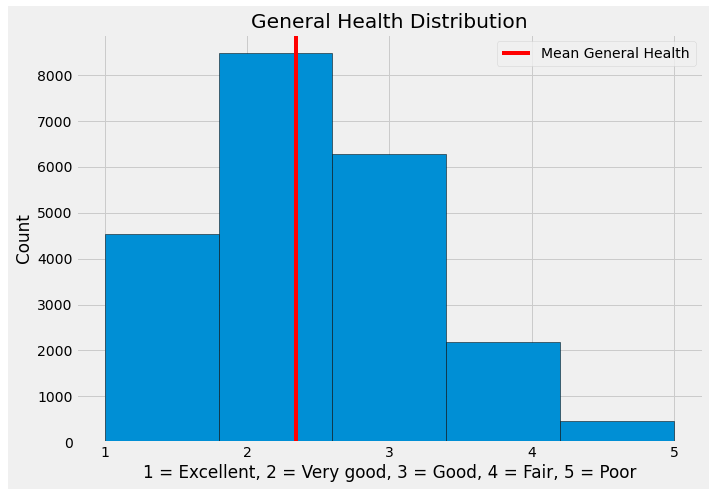 General Health Distribution
Mean General Health
8000
7000
6000
5000
4000
3000
2000
1000
0
Count
1 2 3 4 5
1 = Excellent, 2 = Very good, 3 = Good, 4 = Fair, 5 = Poor